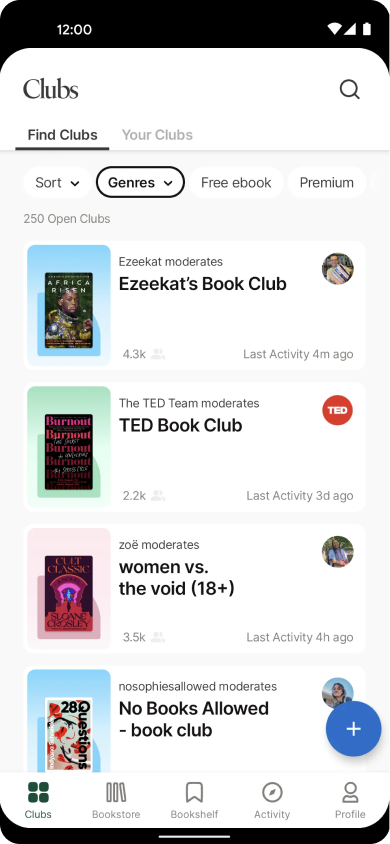 12:00
Clubs
Find Clubs
Your Clubs
Sort
Genres
Free ebook
Premium
250 Open Clubs
AFRICA
RISEN
Ezeekat moderates
Ezeekat's Book Club
4.3k
Last Activity 4m ago
Burnout
Burnout
Burnout
Burnout
The TED Team moderates
TED Book Club
TED
2.2k
Last Activity 3d ago
CULT
CLASSIC
SLOANE
CROSLEY
zoë moderates
women vs.
the void (18+)
3.5k
Last Activity 4h ago
28
Questions
nosophiesallowed moderates
No Books Allowed
- book club
+
Clubs
Bookstore
Bookshelf
Activity
Profile